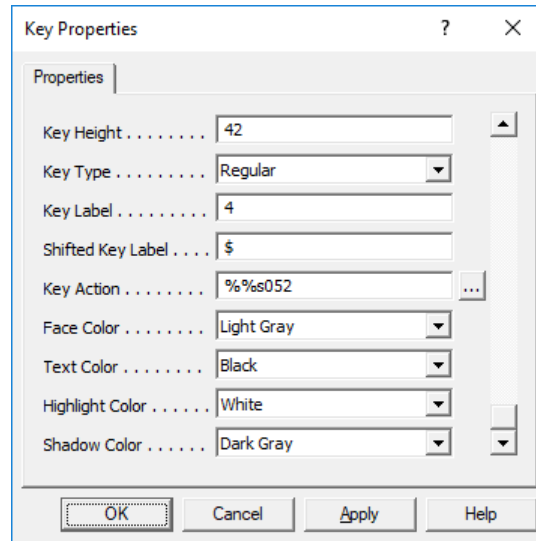 Key Properties ? ×
Properties
Key Height . . . . . . . . 42
Key Type . . . . . . . . . Regular
Key Label . . . . . . . . . 4
Shifted Key Label . . . . $
Key Action . . . . . . . . %%s052 ...
Face Color . . . . . . . . Light Gray
Text Color . . . . . . . . Black
Highlight Color . . . . . . White
Shadow Color . . . . . . Dark Gray
OK Cancel Apply Help